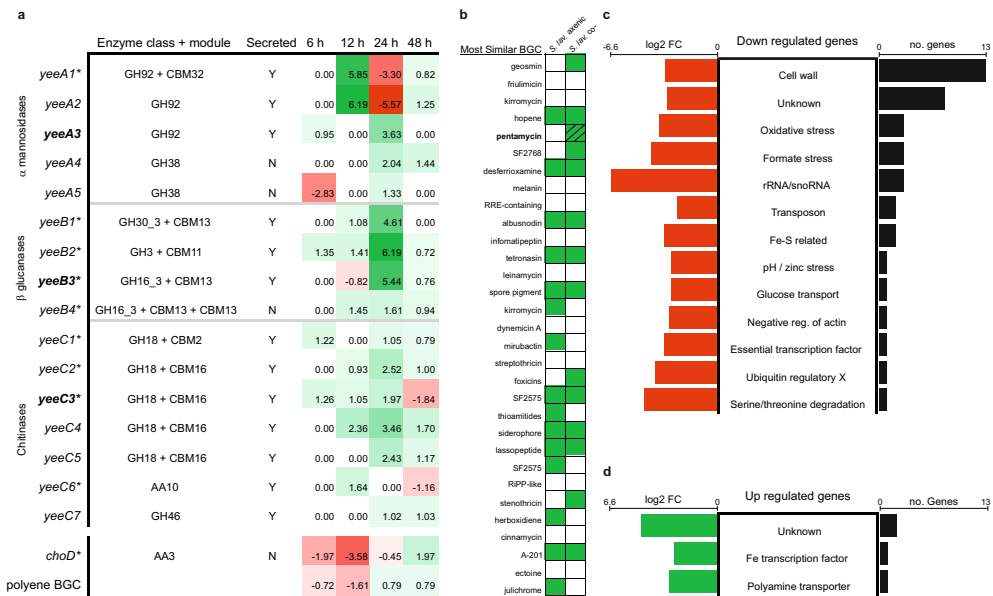 a
Enzyme class + module Secreted 6 h 12 h 24 h 48 h
α mannosidases
yeeA1* GH92 + CBM32 Y 0.00 5.85 -3.30 0.82
yeeA2 GH92 Y 0.00 6.19 -5.57 1.25
yeeA3 GH92 Y 0.95 0.00 3.63 0.00
yeeA4 GH38 N 0.00 0.00 2.04 1.44
yeeA5 GH38 N -2.83 0.00 1.33 0.00
β glucanases
yeeB1* GH30_3 + CBM13 Y 0.00 1.08 4.61 0.00
yeeB2* GH3 + CBM11 Y 1.35 1.41 6.19 0.72
yeeB3* GH16_3 + CBM13 Y 0.00 -0.82 5.44 0.76
yeeB4* GH16_3 + CBM13 + CBM13 N 0.00 1.45 1.61 0.94
Chitinases
yeeC1* GH18 + CBM2 Y 1.22 0.00 1.05 0.79
yeeC2* GH18 + CBM16 Y 0.00 0.93 2.52 1.00
yeeC3* GH18 + CBM16 Y 1.26 1.05 1.97 -1.84
yeeC4 GH18 + CBM16 Y 0.00 2.36 3.46 1.70
yeeC5 GH18 + CBM16 Y 0.00 0.00 2.43 1.17
yeeC6* AA10 Y 0.00 1.64 0.00 -1.16
yeeC7 GH46 Y 0.00 0.00 1.02 1.03
choD* AA3 N -1.97 -3.58 -0.45 1.97
polyene BGC -0.72 -1.61 0.79 0.79
b
Most Similar BGC S. lav. axenic S. lav. co-
geosmin
friulimicin
kirromycin
hopene
pentamycin
SF2768
desferrioxamine
melanin
RRE-containing
albusnodin
infomatipeptin
tetronasin
leinamycin
spore pigment
kirromycin
dynemicin A
mirubactin
streptothricin
foxicins
SF2575
thioamitides
siderophore
lassopeptide
SF2575
RiPP-like
stenothricin
herboxidiene
cinnamycin
A-201
ectoine
julichrome
c
-6.6 log2 FC 0 Down regulated genes 0 no. genes 13
Cell wall
Unknown
Oxidative stress
Formate stress
rRNA/snoRNA
Transposon
Fe-S related
pH / zinc stress
Glucose transport
Negative reg. of actin
Essential transcription factor
Ubiquitin regulatory X
Serine/threonine degradation
d
6.6 log2 FC 0 Up regulated genes 0 no. Genes 13
Unknown
Fe transcription factor
Polyamine transporter